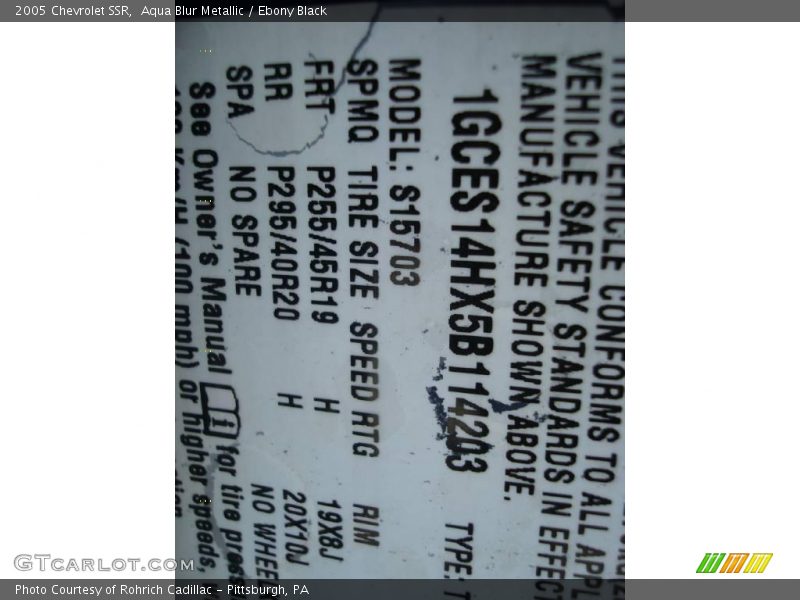 2005 Chevrolet SSR, Aqua Blur Metallic / Ebony Black
THIS VEHICLE CONFORMS TO ALL APPL
VEHICLE SAFETY STANDARDS IN EFFECT
MANUFACTURE SHOWN ABOVE.
1GCES14HX5B114203 TYPE: T
MODEL: S15703
SPMQ TIRE SIZE SPEED RTG RIM
FRT P255/45R19 H 19X8J
RR P295/40R20 H 20X10J
SPA NO SPARE NO WHEE
See Owner's Manual for tire press
(100 mph) or higher speeds,
GTcarlot.com
Photo Courtesy of Rohrich Cadillac - Pittsburgh, PA